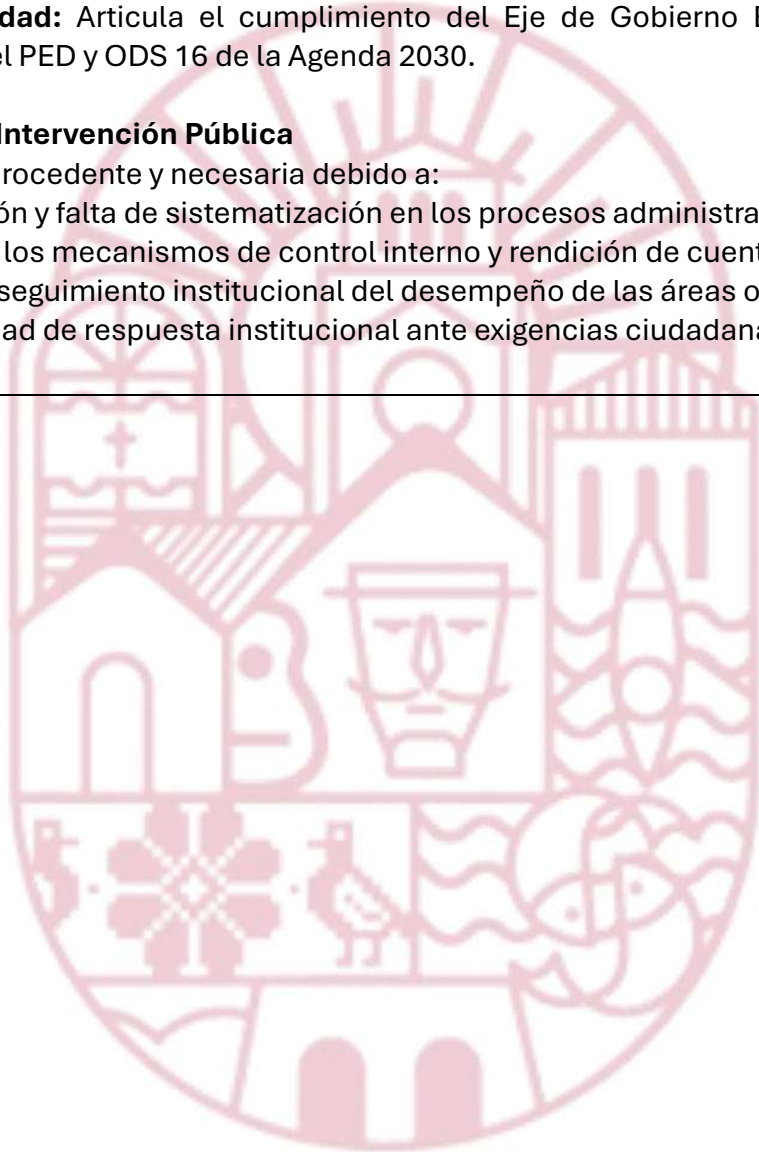 dad: Articula el cumplimiento del Eje de Gobierno E
el PED y ODS 16 de la Agenda 2030.
Intervención Pública
rocedente y necesaria debido a:
ón y falta de sistematización en los procesos administra
los mecanismos de control interno y rendición de cuent
seguimiento institucional del desempeño de las áreas o
ad de respuesta institucional ante exigencias ciudadana